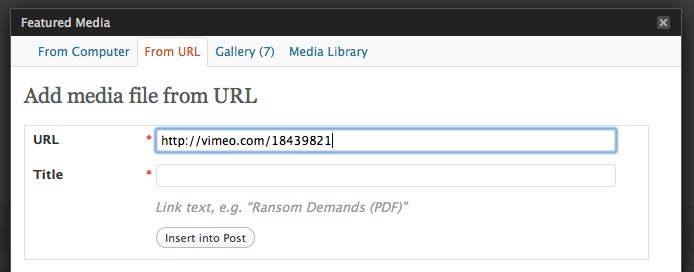 Featured Media
From Computer From URL Gallery (7) Media Library
Add media file from URL
URL * http://vimeo.com/18439821
Title *
Link text, e.g. “Ransom Demands (PDF)”
Insert into Post